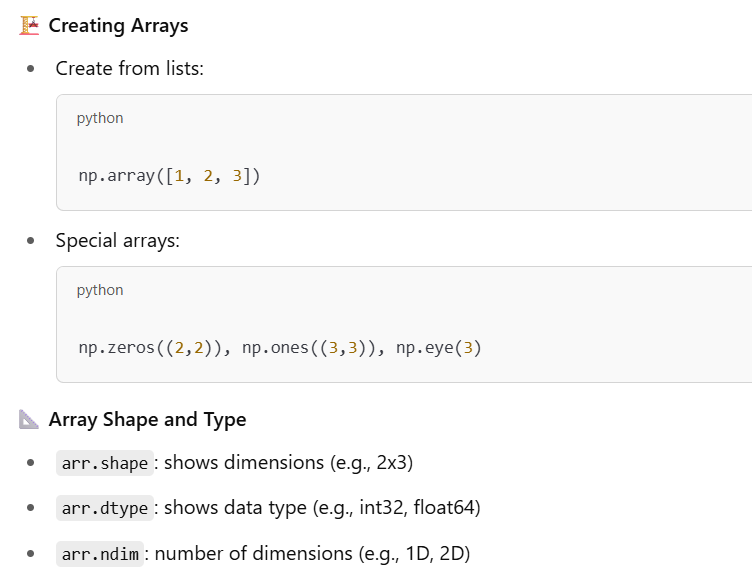 Creating Arrays
Create from lists:
python
np.array([1, 2, 3])
Special arrays:
python
np.zeros((2,2)), np.ones((3,3)), np.eye(3)
Array Shape and Type
arr.shape: shows dimensions (e.g., 2x3)
arr.dtype: shows data type (e.g., int32, float64)
arr.ndim: number of dimensions (e.g., 1D, 2D)